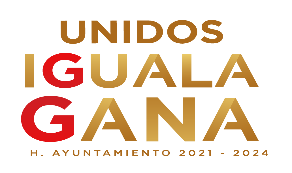 UNIDOS
IGUALA
GANA
H. AYUNTAMIENTO 2021 - 2024